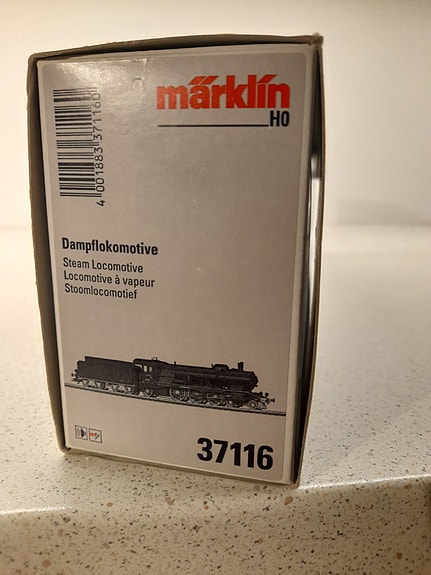 märklin
H0
4 001883 371160
Dampflokomotive
Steam Locomotive
Locomotive à vapeur
Stoomlocomotief
37116